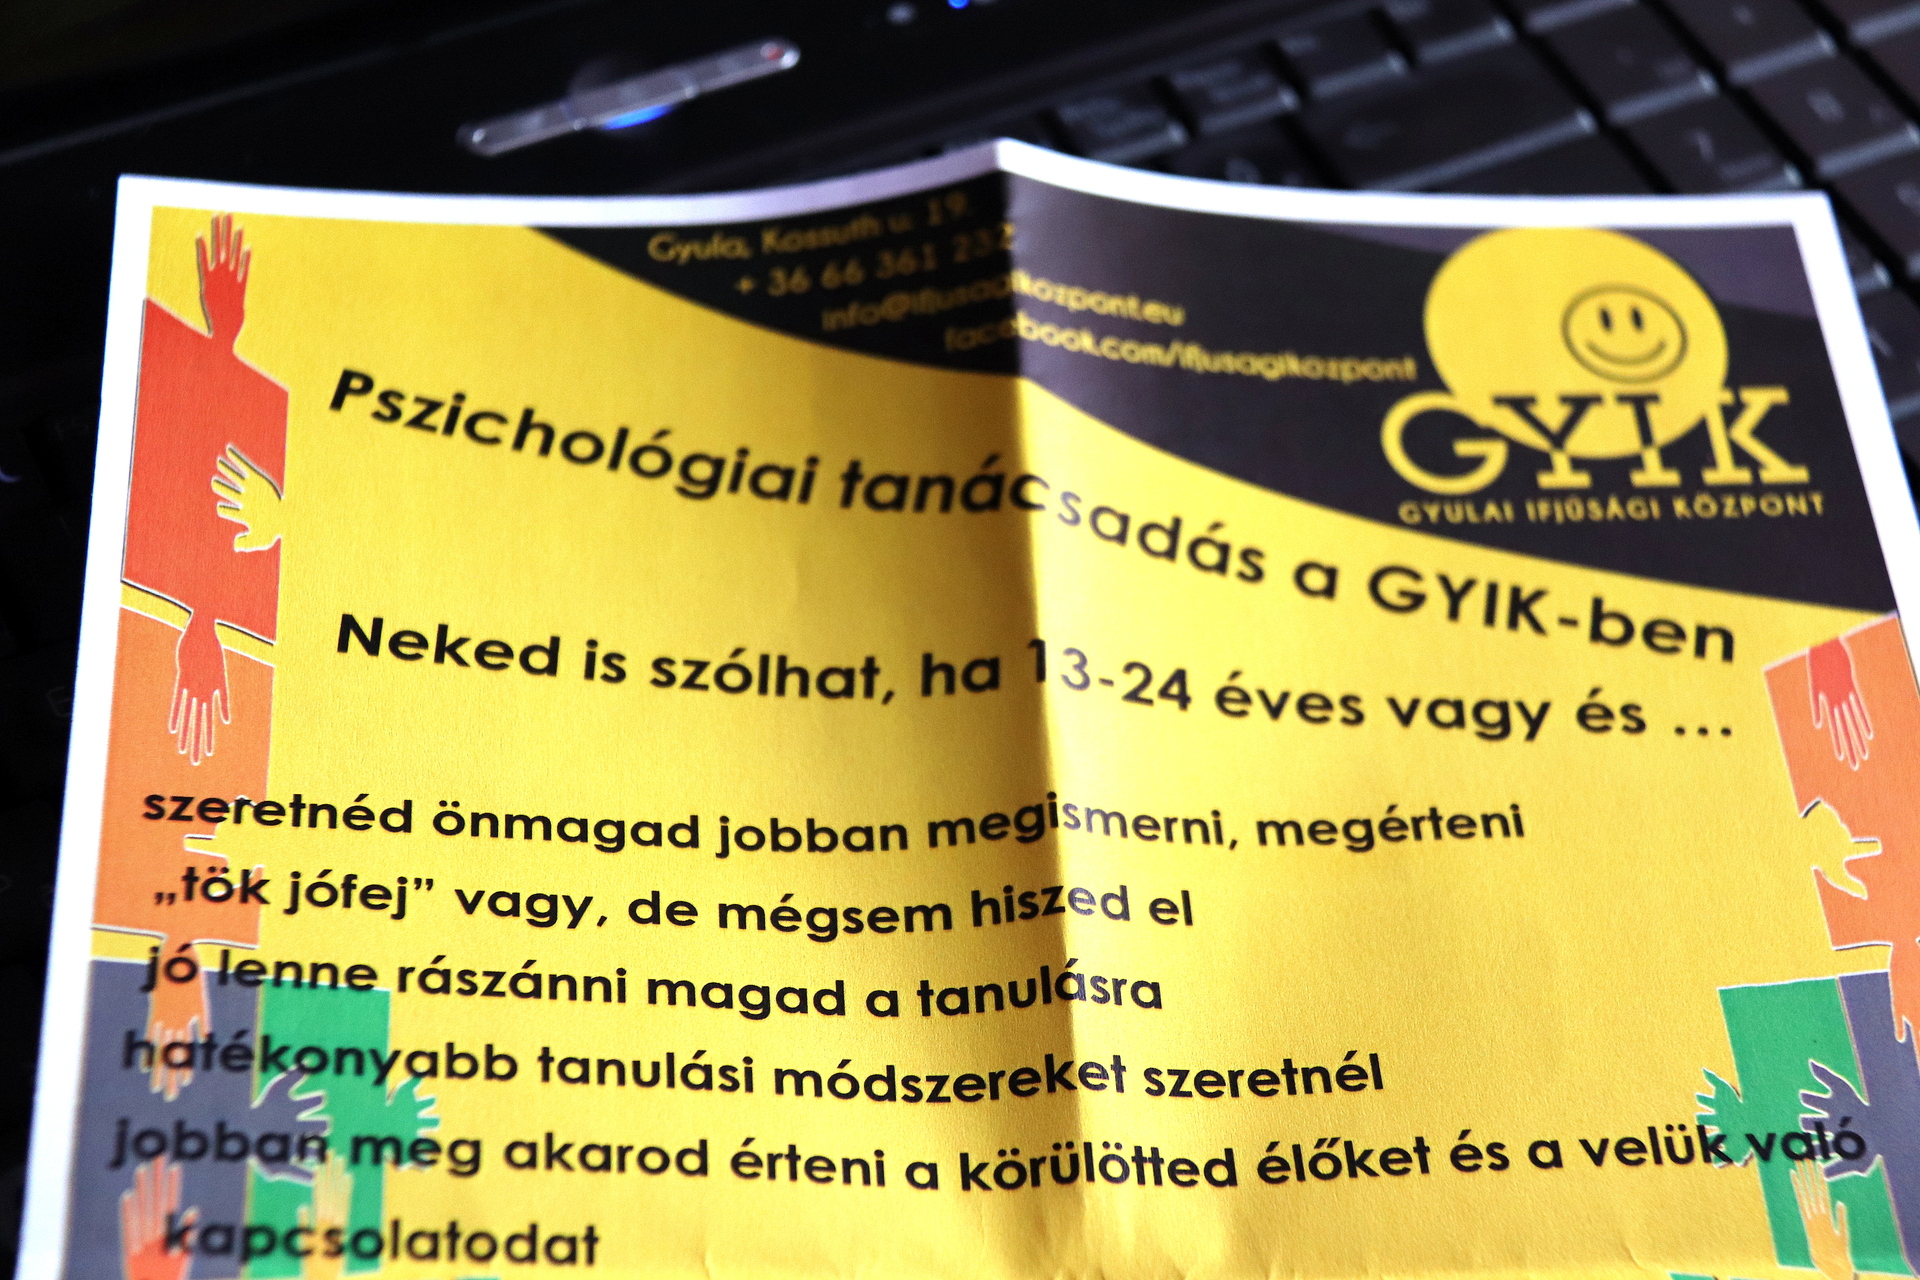 Gyula, Kossuth u. 19.
+ 36 66 361 232
info@ifjusagikozpont.eu
facebook.com/ifjusagikozpont
GYIK
GYULAI IFJÚSÁGI KÖZPONT
Pszichológiai tanácsadás a GYIK-ben
Neked is szólhat, ha 13-24 éves vagy és ...
szeretnéd önmagad jobban megismerni, megérteni
„tök jófej” vagy, de mégsem hiszed el
jó lenne rászánni magad a tanulásra
hatékonyabb tanulási módszereket szeretnél
jobban meg akarod érteni a körülötted élőket és a velük való
kapcsolatodat